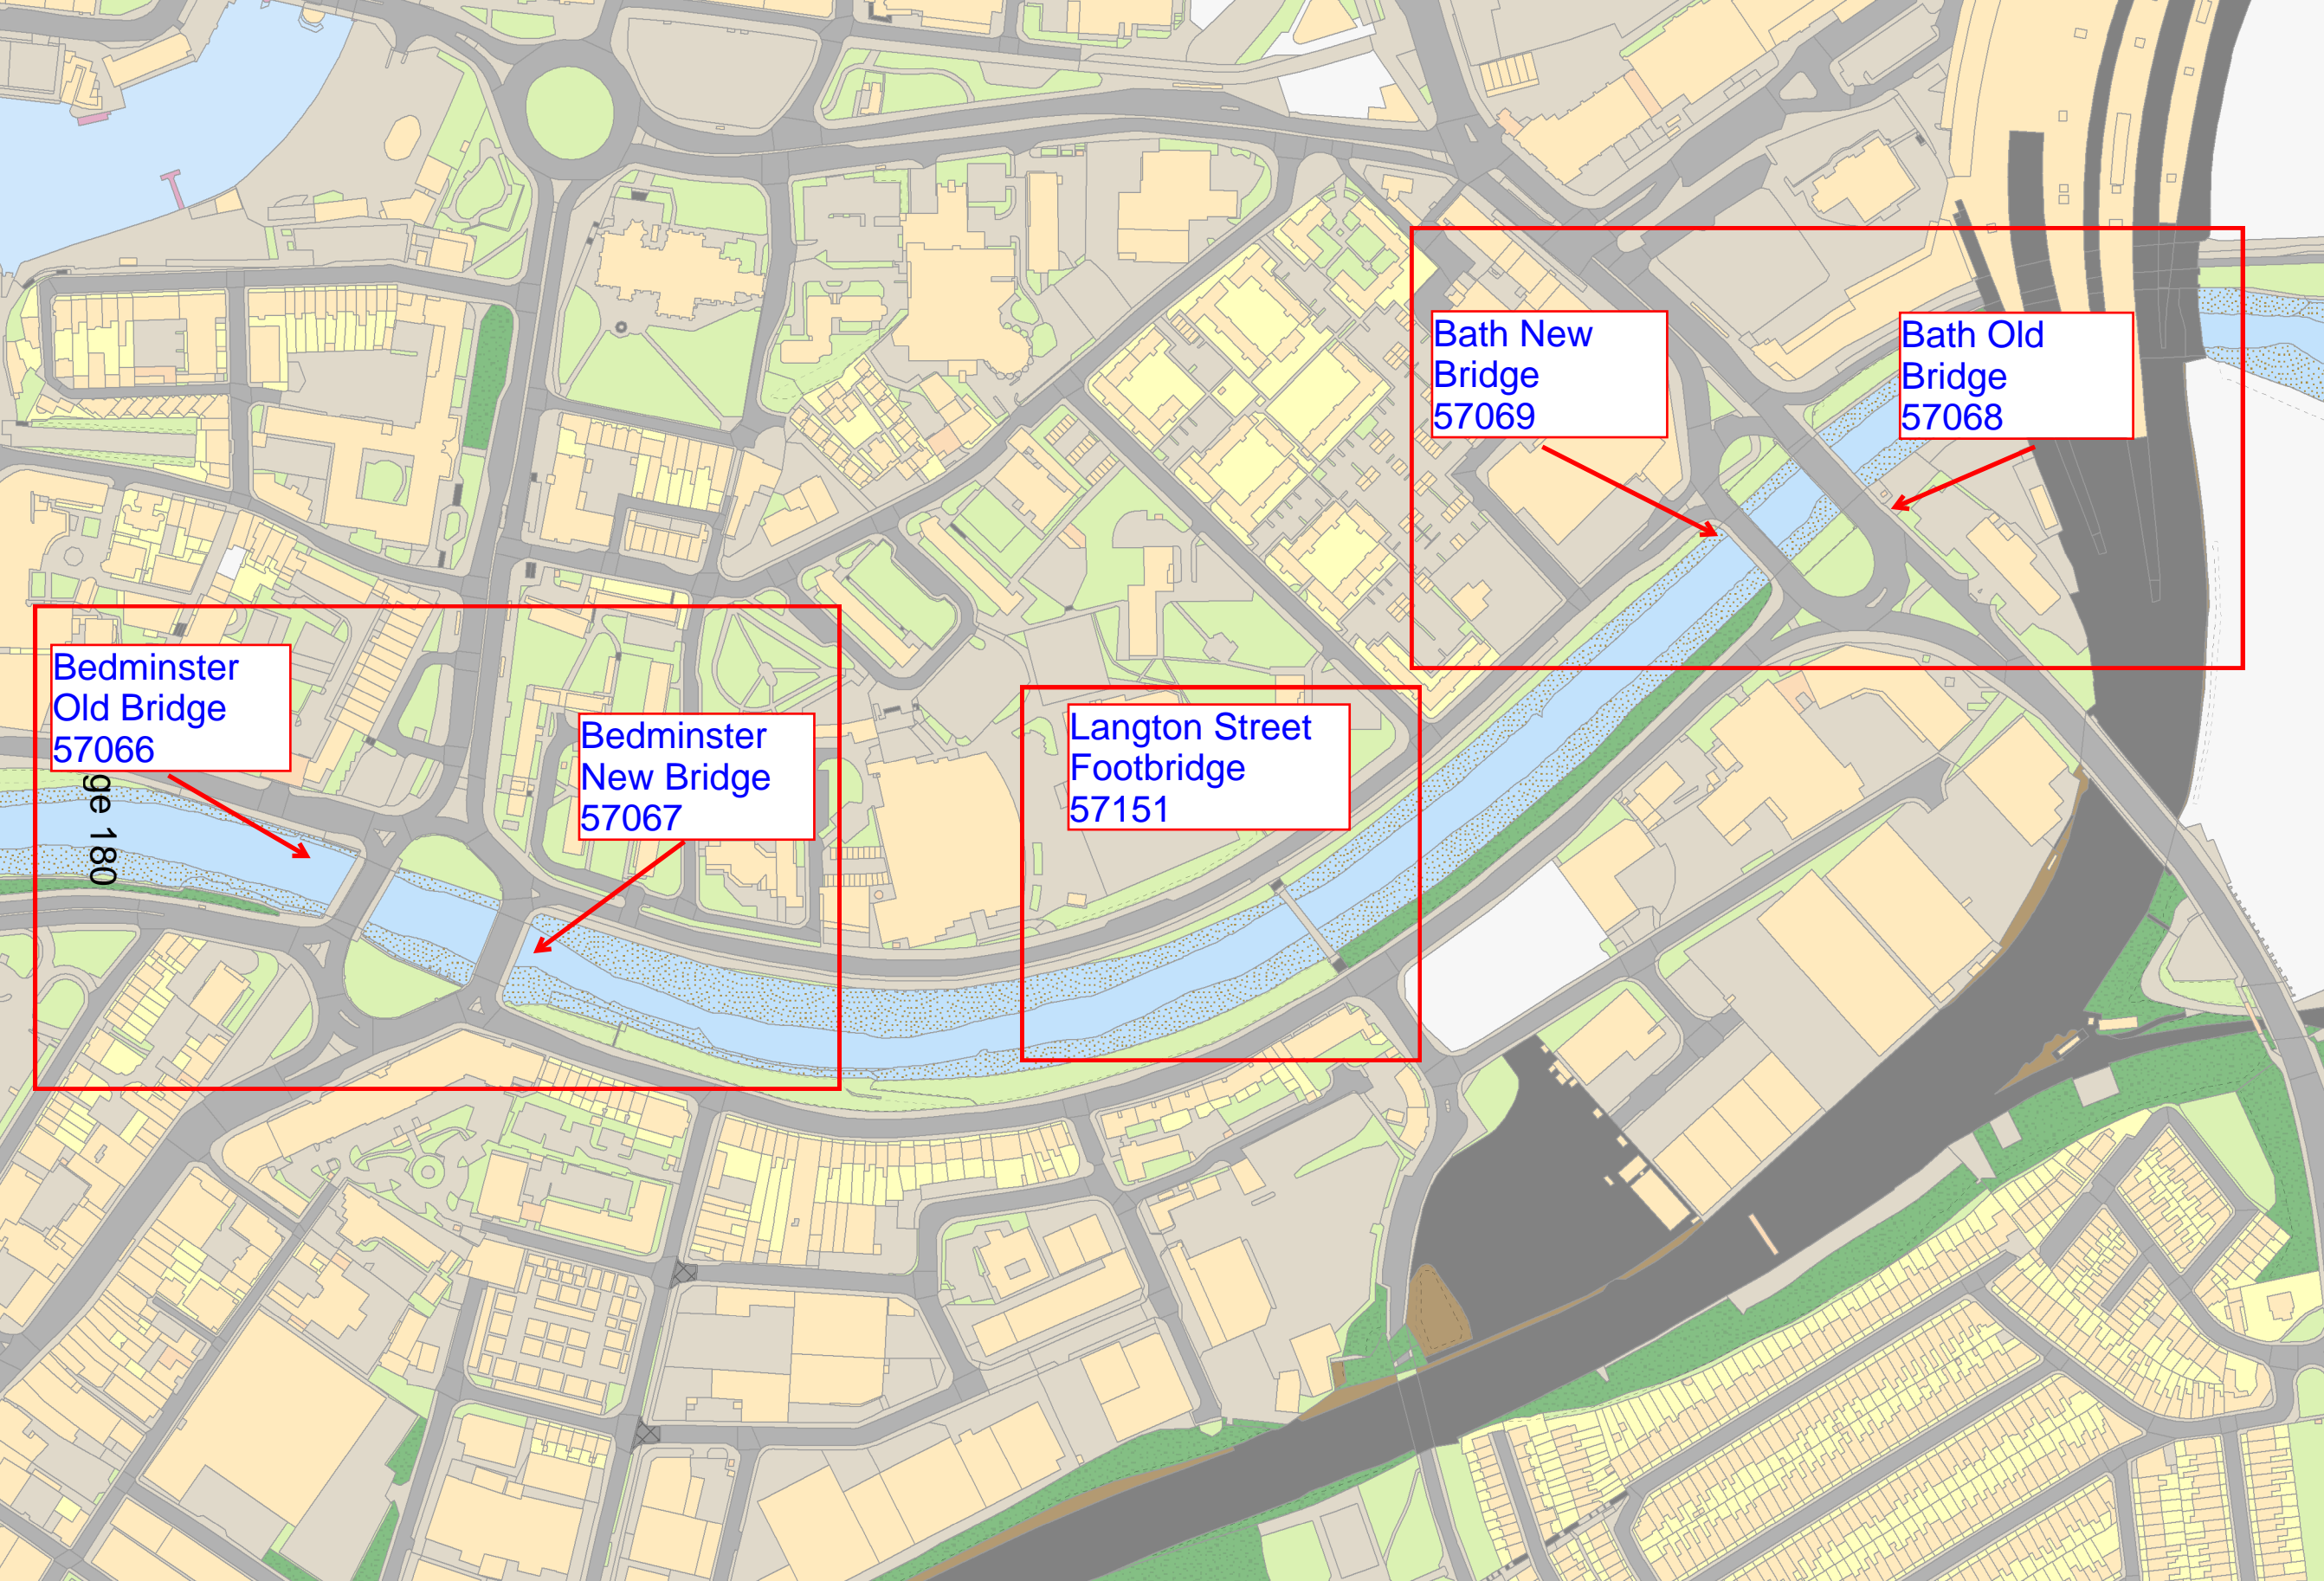 Bath New
Bridge
57069
Bath Old
Bridge
57068
Bedminster
Old Bridge
57066
Bedminster
New Bridge
57067
Langton Street
Footbridge
57151
ge 180